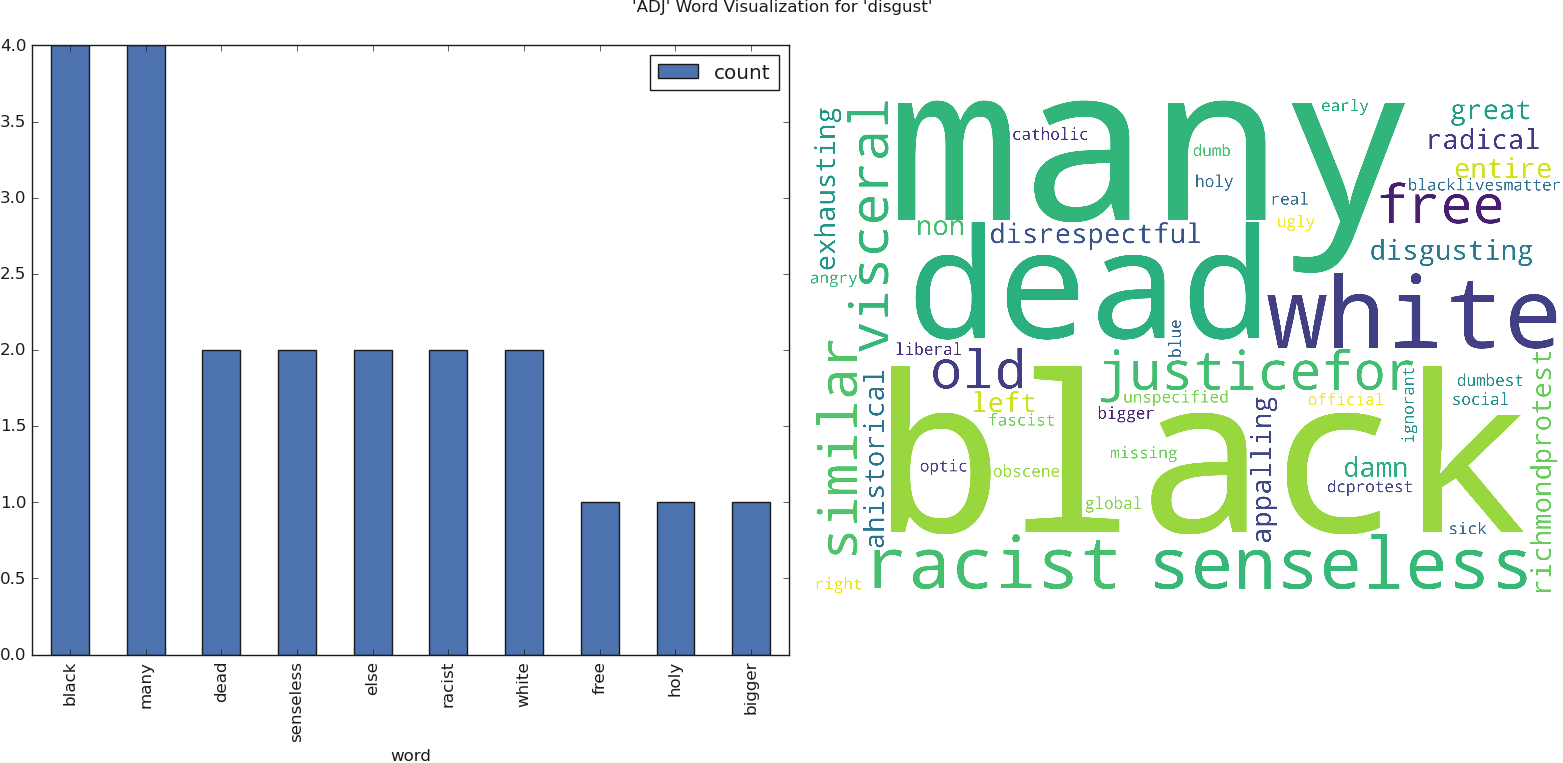 'ADJ' Word Visualization for 'disgust'
4.0
3.5
3.0
2.5
2.0
1.5
1.0
0.5
0.0
count
black
many
dead
senseless
else
racist
white
free
holy
bigger
word
many
early
great
exhausting
visceral
catholic
radical
dumb
entire
holy
blacklivesmatter
real
free
ugly
non
disrespectful
disgusting
angry
dead
white
blue
liberal
old
justicefor
similar
ahistorical
left
unspecified
official
ignorant
dumbest
social
fascist
bigger
black
appalling
missing
optic
obscene
damn
dcprotest
global
sick
richmondprotest
right
racist
senseless